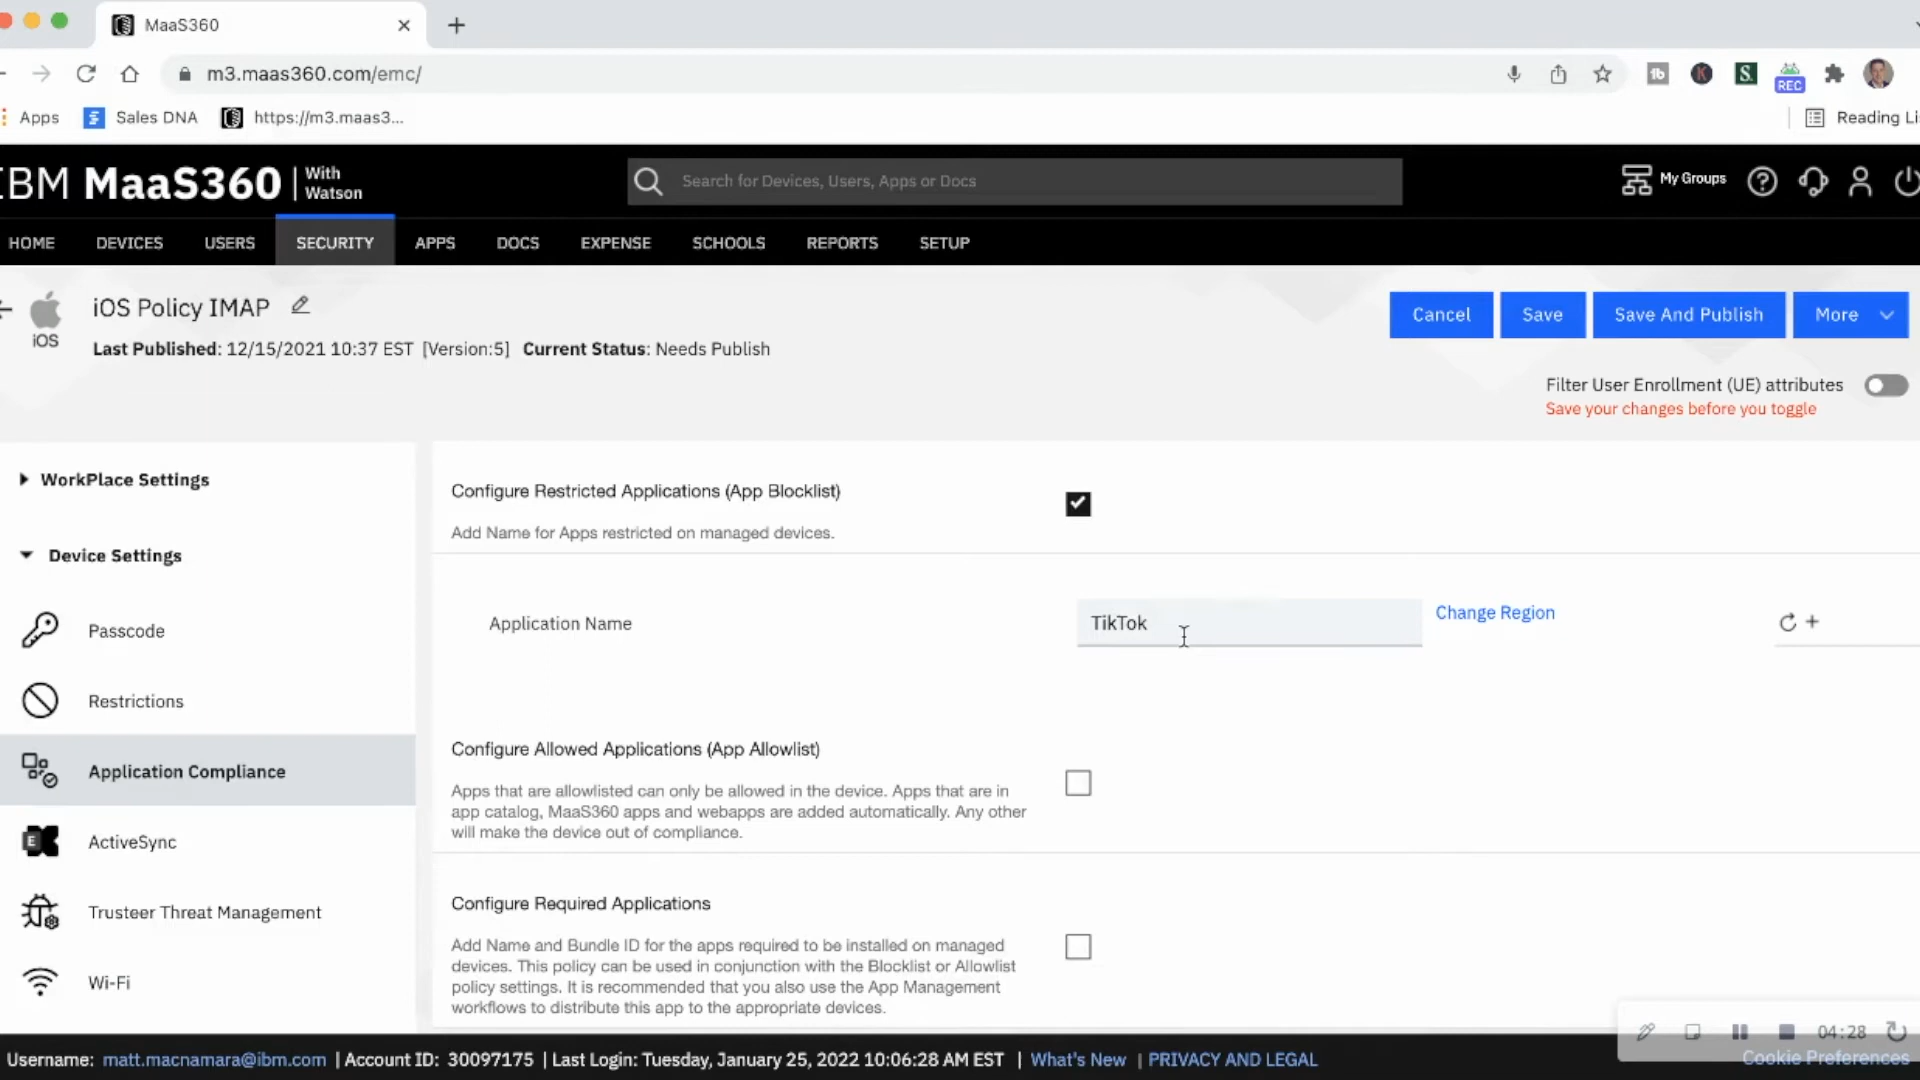 MaaS360
m3.maas360.com/emc/
REC
Apps
Sales DNA
https://m3.maas3...
Reading Li
IBM MaaS360 | With Watson
Search for Devices, Users, Apps or Docs
My Groups
HOME DEVICES USERS SECURITY APPS DOCS EXPENSE SCHOOLS REPORTS SETUP
iOS
iOS Policy IMAP
Last Published: 12/15/2021 10:37 EST [Version:5] Current Status: Needs Publish
Cancel Save Save And Publish More
Filter User Enrollment (UE) attributes
Save your changes before you toggle
WorkPlace Settings
Device Settings
Passcode
Restrictions
Application Compliance
ActiveSync
Trusteer Threat Management
Wi-Fi
Configure Restricted Applications (App Blocklist)
Add Name for Apps restricted on managed devices.
Application Name
TikTok
Change Region
Configure Allowed Applications (App Allowlist)
Apps that are allowlisted can only be allowed in the device. Apps that are in
app catalog, MaaS360 apps and webapps are added automatically. Any other
will make the device out of compliance.
Configure Required Applications
Add Name and Bundle ID for the apps required to be installed on managed
devices. This policy can be used in conjunction with the Blocklist or Allowlist
policy settings. It is recommended that you also use the App Management
workflows to distribute this app to the appropriate devices.
04:28
Username: matt.macnamara@ibm.com | Account ID: 30097175 | Last Login: Tuesday, January 25, 2022 10:06:28 AM EST | What's New | PRIVACY AND LEGAL
Cookie Preferences